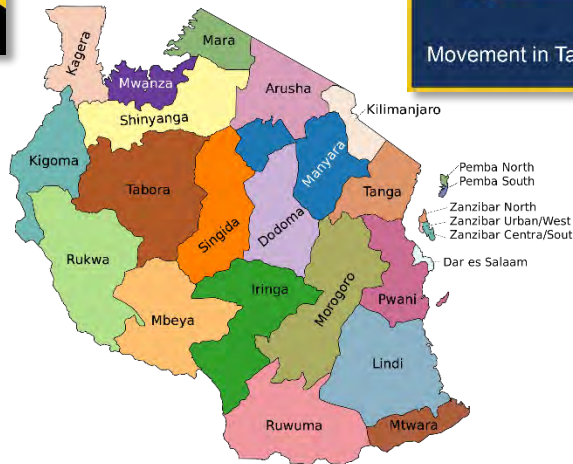 Movement in Ta
Kagera
Mara
Mwanza
Arusha
Shinyanga
Kilimanjaro
Kigoma
Manyara
Pemba North
Pemba South
Tabora
Tanga
Singida
Dodoma
Zanzibar North
Zanzibar Urban/West
Zanzibar Centra/Sout
Rukwa
Dar es Salaam
Iringa
Morogoro
Pwani
Mbeya
Lindi
Ruwuma
Mtwara